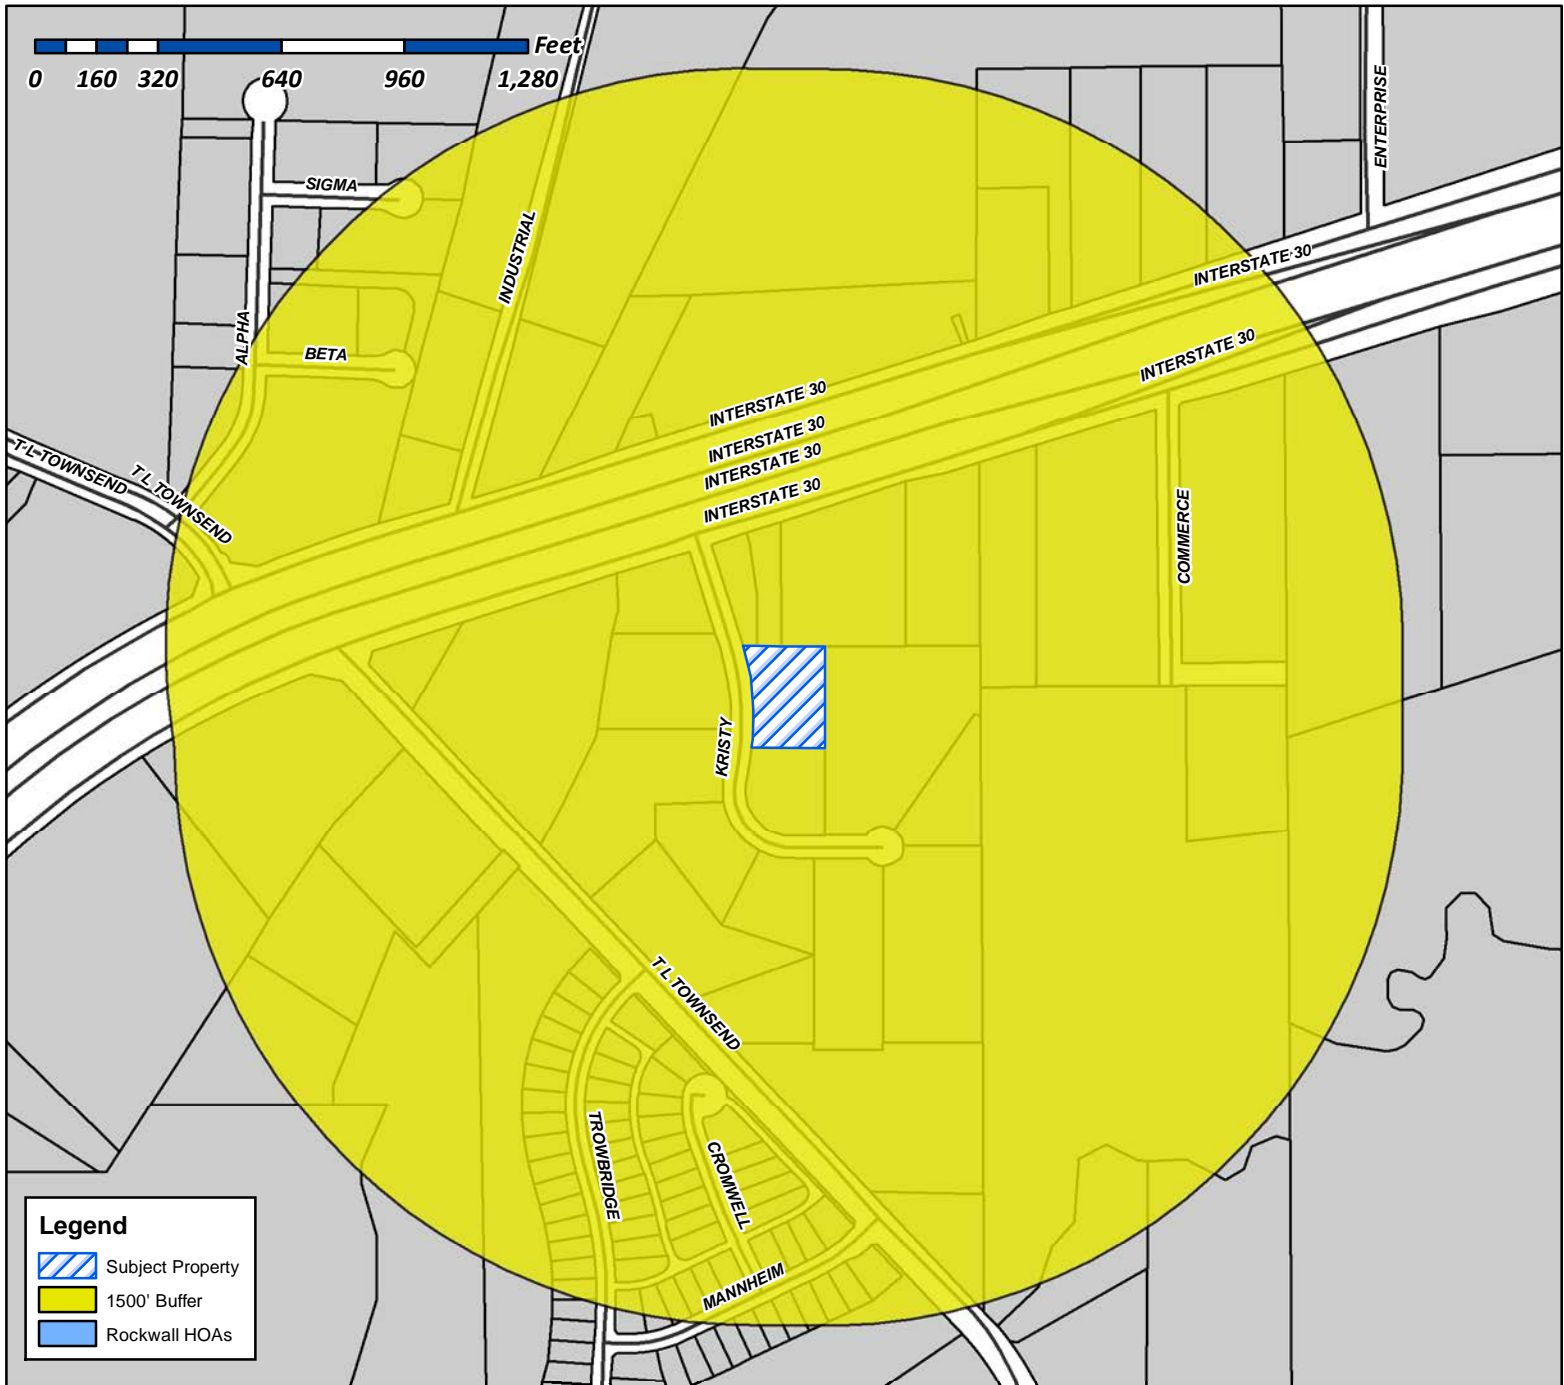 Feet
0 160 320 640 960 1,280
ENTERPRISE
SIGMA
INDUSTRIAL
INTERSTATE 30
ALPHA
BETA
INTERSTATE 30
INTERSTATE 30
INTERSTATE 30
INTERSTATE 30
INTERSTATE 30
T L TOWNSEND
T L TOWNSEND
COMMERCE
KRISTY
T L TOWNSEND
TROWBRIDGE
CROMWELL
MANNHEIM
Legend
Subject Property
1500' Buffer
Rockwall HOAs